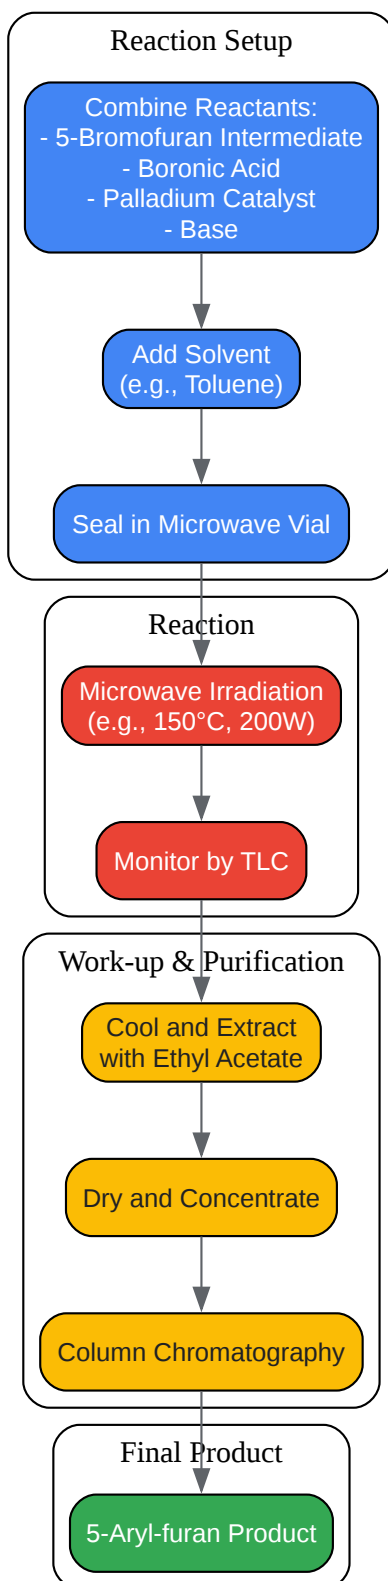 Reaction Setup
Combine Reactants:
- 5-Bromofuran Intermediate
- Boronic Acid
- Palladium Catalyst
- Base
Add Solvent
(e.g., Toluene)
Seal in Microwave Vial
Reaction
Microwave Irradiation
(e.g., 150°C, 200W)
Monitor by TLC
Work-up & Purification
Cool and Extract
with Ethyl Acetate
Dry and Concentrate
Column Chromatography
Final Product
5-Aryl-furan Product